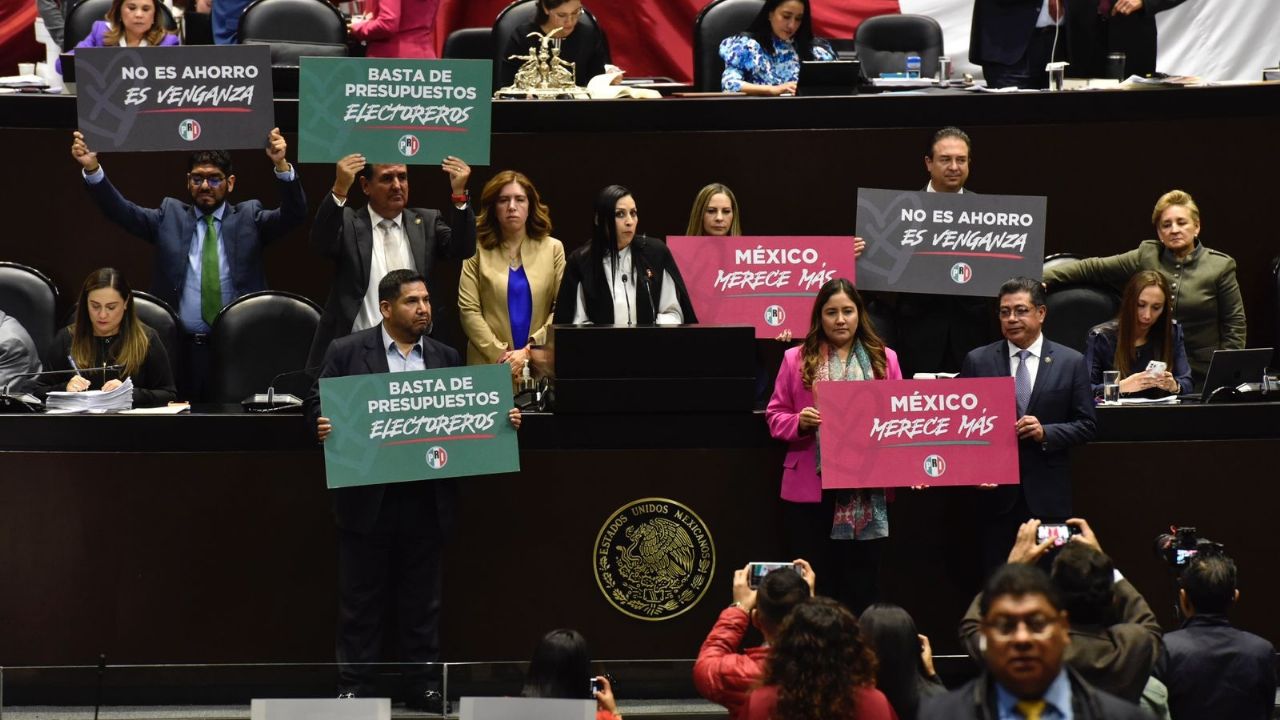 NO ES AHORRO
ES VENGANZA
PRI
BASTA DE
PRESUPUESTOS
ELECTOREROS
PRI
NO ES AHORRO
ES VENGANZA
PRI
MÉXICO
MERECE MÁS
PRI
BASTA DE
PRESUPUESTOS
ELECTOREROS
PRI
MÉXICO
MERECE MÁS
PRI
ESTADOS UNIDOS MEXICANOS